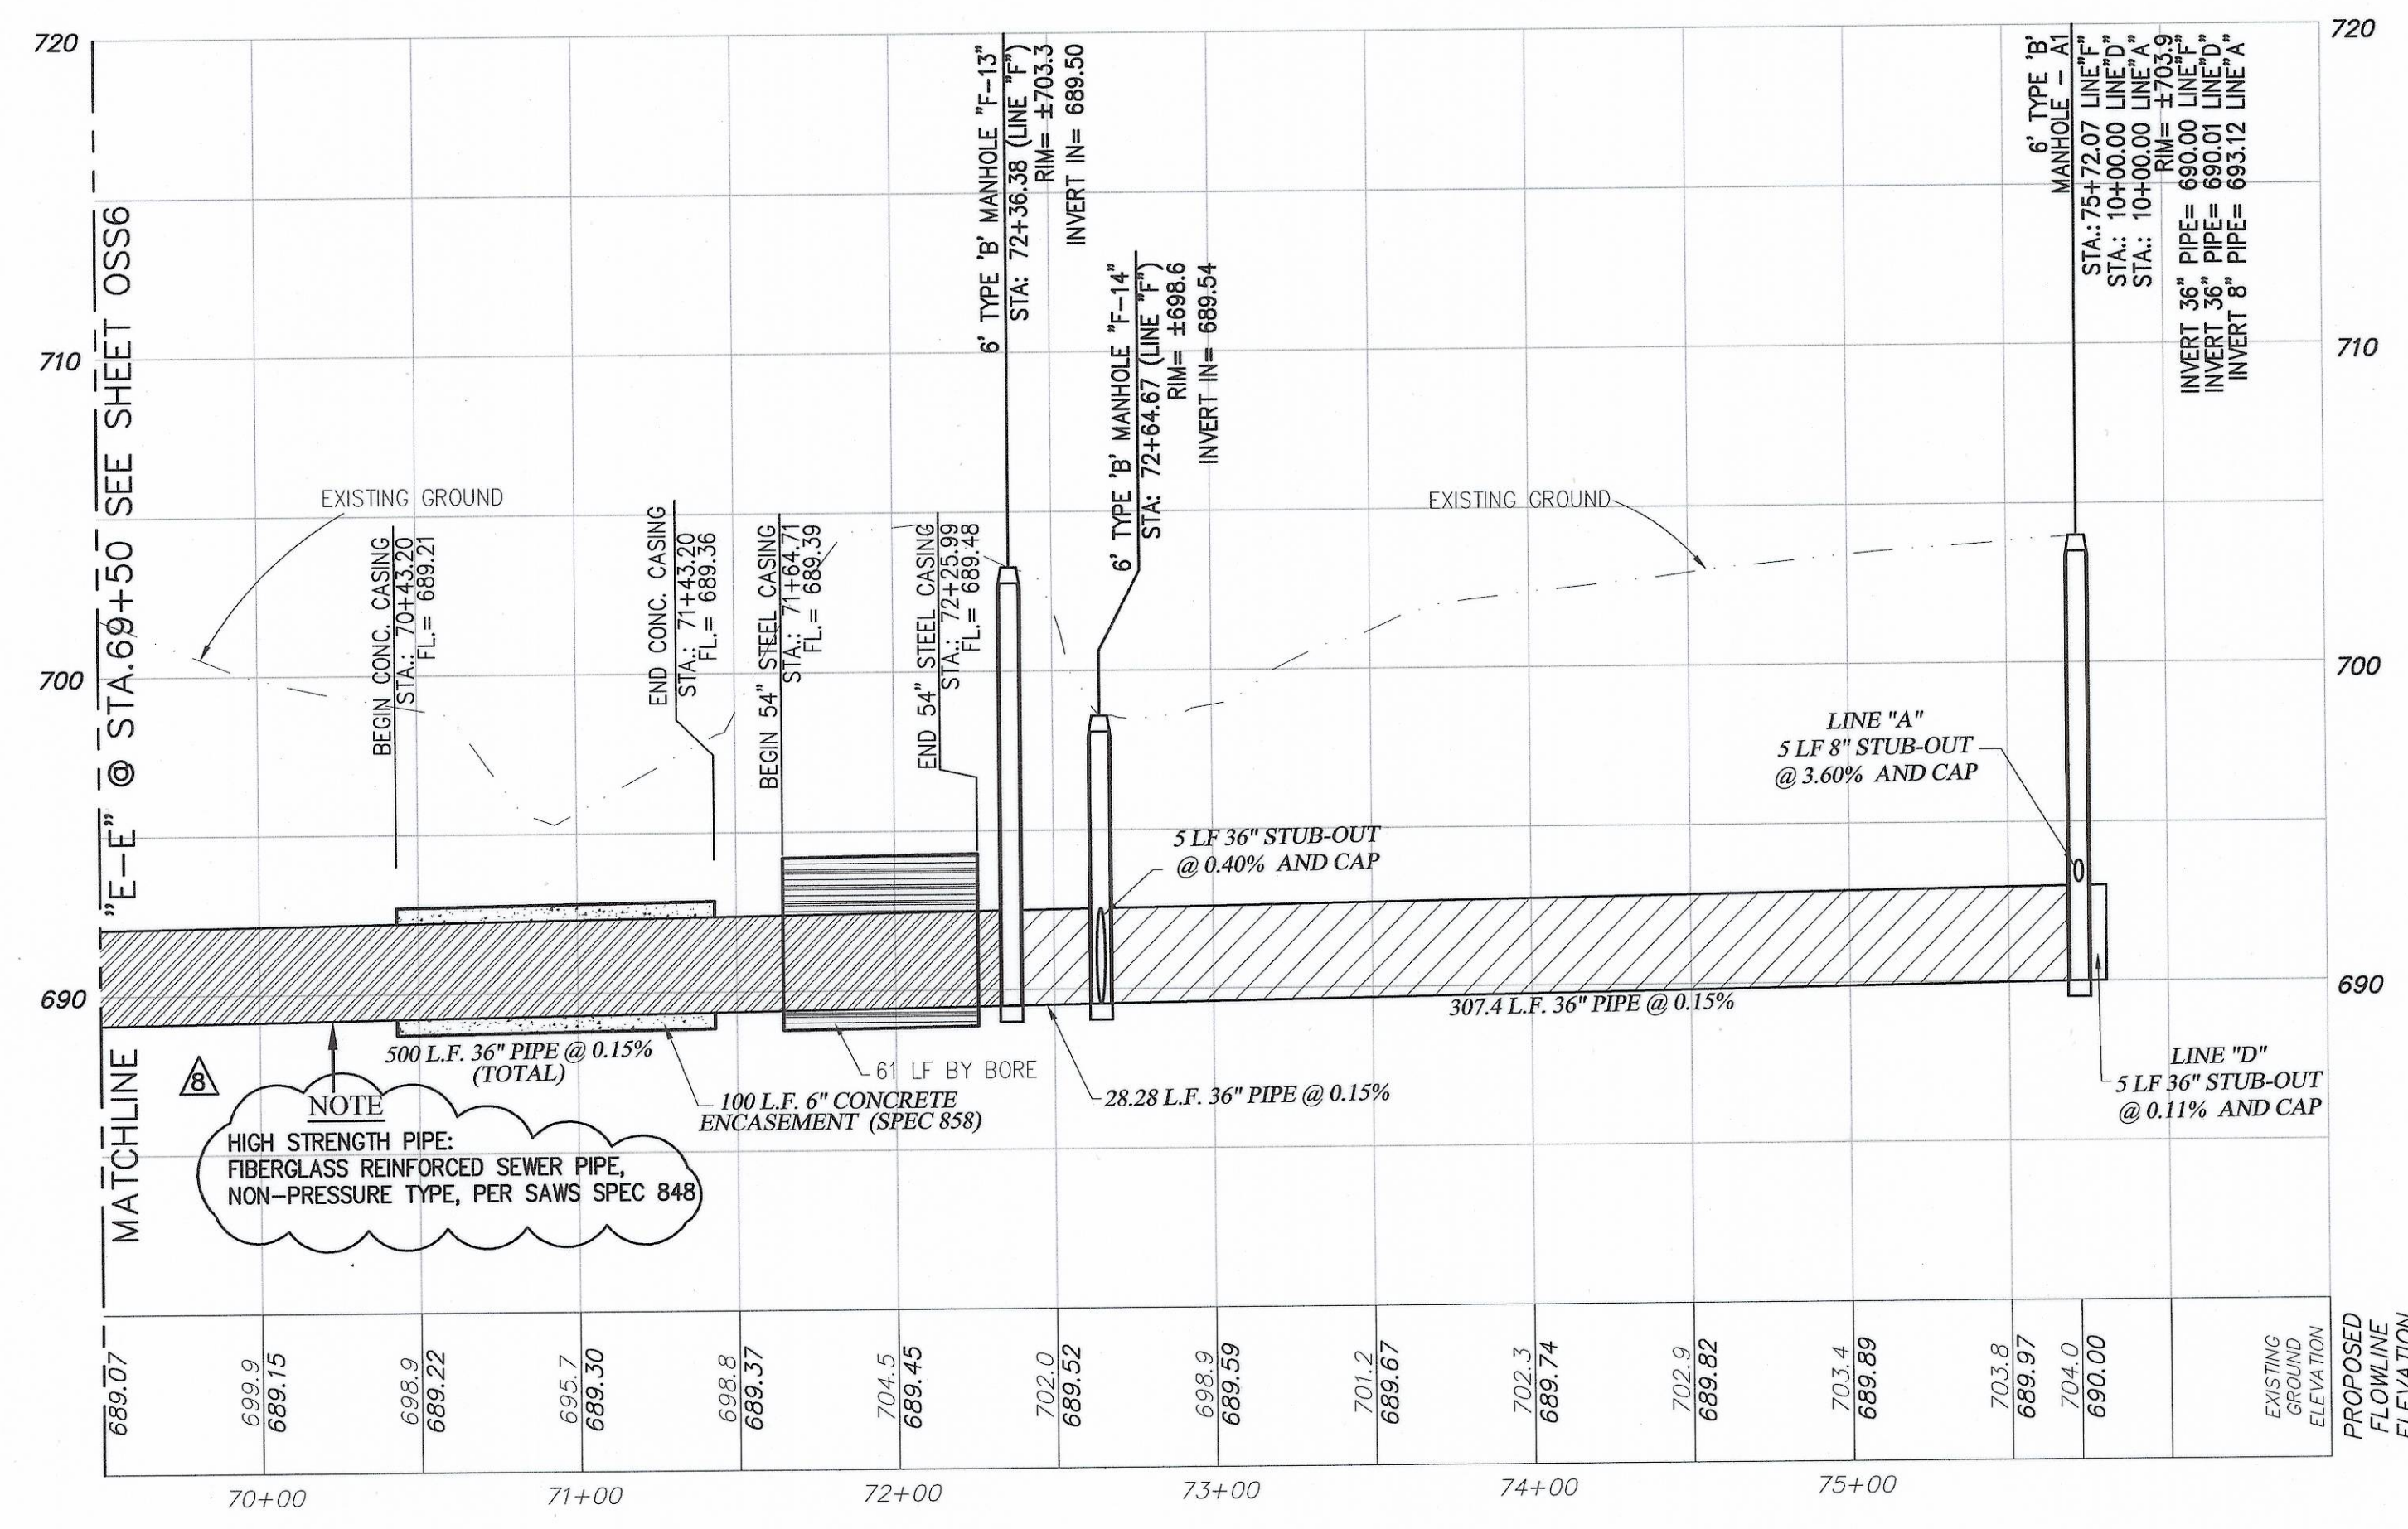 720
720
710
710
700
700
690
690
MATCHLINE "E–E" @ STA.69+50 SEE SHEET OSS6
EXISTING GROUND
BEGIN CONC. CASING
STA.: 70+43.20
FL.= 689.21
END CONC. CASING
STA.: 71+43.20
FL.= 689.36
BEGIN 54" STEEL CASING
STA.: 71+64.71
FL.= 689.39
END 54" STEEL CASING
STA.: 72+25.99
FL.= 689.48
6' TYPE 'B' MANHOLE "F–13"
STA: 72+36.38 (LINE "F")
RIM= ±703.3
INVERT IN= 689.50
6' TYPE 'B' MANHOLE "F–14"
STA: 72+64.67 (LINE "F")
RIM= ±698.6
INVERT IN= 689.54
EXISTING GROUND
6' TYPE 'B'
MANHOLE – A1
STA.: 75+72.07 LINE"F"
STA.: 10+00.00 LINE"D"
STA.: 10+00.00 LINE"A"
RIM= ±703.9
INVERT 36" PIPE= 690.00 LINE"F"
INVERT 36" PIPE= 690.01 LINE"D"
INVERT 8" PIPE= 693.12 LINE"A"
LINE "A"
5 LF 8" STUB-OUT
@ 3.60% AND CAP
5 LF 36" STUB-OUT
@ 0.40% AND CAP
307.4 L.F. 36" PIPE @ 0.15%
500 L.F. 36" PIPE @ 0.15%
(TOTAL)
61 LF BY BORE
28.28 L.F. 36" PIPE @ 0.15%
100 L.F. 6" CONCRETE
ENCASEMENT (SPEC 858)
LINE "D"
5 LF 36" STUB-OUT
@ 0.11% AND CAP
8
NOTE
HIGH STRENGTH PIPE:
FIBERGLASS REINFORCED SEWER PIPE,
NON–PRESSURE TYPE, PER SAWS SPEC 848
689.07
699.9
689.15
698.9
689.22
695.7
689.30
698.8
689.37
704.5
689.45
702.0
689.52
698.9
689.59
701.2
689.67
702.3
689.74
702.9
689.82
703.4
689.89
703.8
689.97
704.0
690.00
EXISTING
GROUND
ELEVATION
PROPOSED
FLOWLINE
ELEVATION
70+00
71+00
72+00
73+00
74+00
75+00